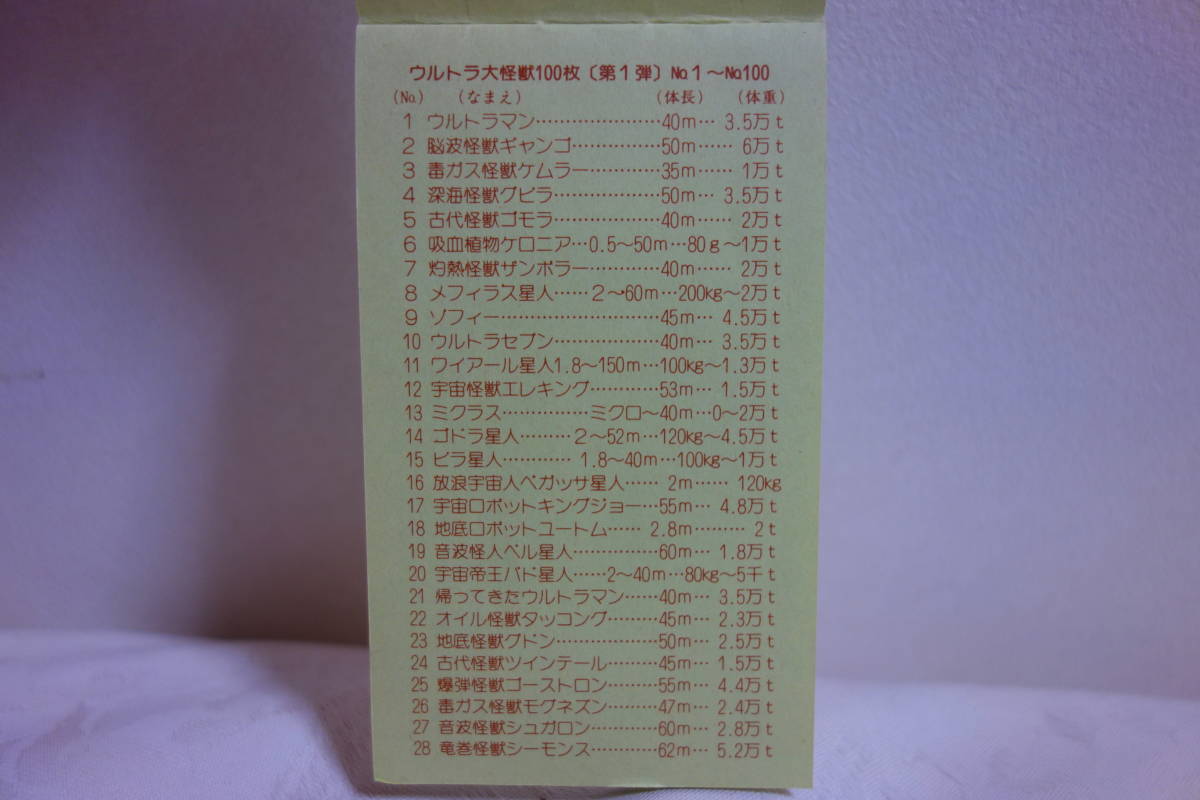 ウルトラ大怪獣100枚〔第1弾〕№1～№100
(№) (なまえ) (体長) (体重)
1 ウルトラマン…………………40m… 3.5万t
2 脳波怪獣ギャンゴ……………50m…… 6万t
3 毒ガス怪獣ケムラー…………35m…… 1万t
4 深海怪獣グビラ………………50m… 3.5万t
5 古代怪獣ゴモラ………………40m…… 2万t
6 吸血植物ケロニア…0.5～50m…80g～1万t
7 灼熱怪獣ザンボラー…………40m…… 2万t
8 メフィラス星人……2～60m…200kg～2万t
9 ゾフィー………………………45m… 4.5万t
10 ウルトラセブン………………40m… 3.5万t
11 ワイアール星人1.8～150m…100kg～1.3万t
12 宇宙怪獣エレキング…………53m… 1.5万t
13 ミクラス……………ミクロ～40m…0～2万t
14 ゴドラ星人………2～52m…120kg～4.5万t
15 ビラ星人………… 1.8～40m…100kg～1万t
16 放浪宇宙人ペガッサ星人…… 2m…… 120kg
17 宇宙ロボットキングジョー…55m… 4.8万t
18 地底ロボットユートム…… 2.8m……… 2t
19 音波怪人ベル星人……………60m… 1.8万t
20 宇宙帝王バド星人……2～40m…80kg～5千t
21 帰ってきたウルトラマン……40m… 3.5万t
22 オイル怪獣タッコング………45m… 2.3万t
23 地底怪獣グドン………………50m… 2.5万t
24 古代怪獣ツインテール………45m… 1.5万t
25 爆弾怪獣ゴーストロン………55m… 4.4万t
26 毒ガス怪獣モグネズン………47m… 2.4万t
27 音波怪獣シュガロン…………60m… 2.8万t
28 竜巻怪獣シーモンス…………62m… 5.2万t